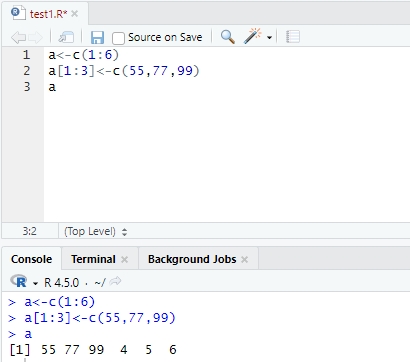 test1.R*
Source on Save
1 a<-c(1:6)
2 a[1:3]<-c(55,77,99)
3 a
3:2 (Top Level)
Console Terminal Background Jobs
R R 4.5.0 · ~/
> a<-c(1:6)
> a[1:3]<-c(55,77,99)
> a
[1] 55 77 99  4  5  6